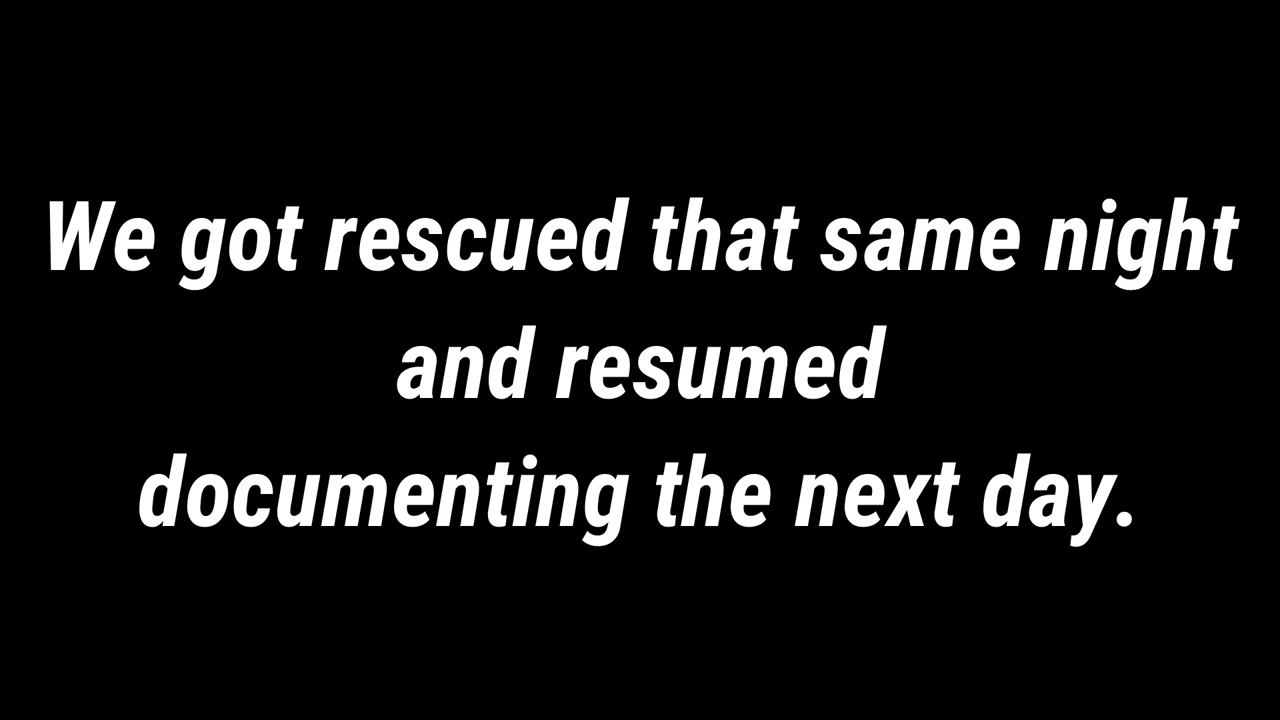 We got rescued that same night
and resumed
documenting the next day.